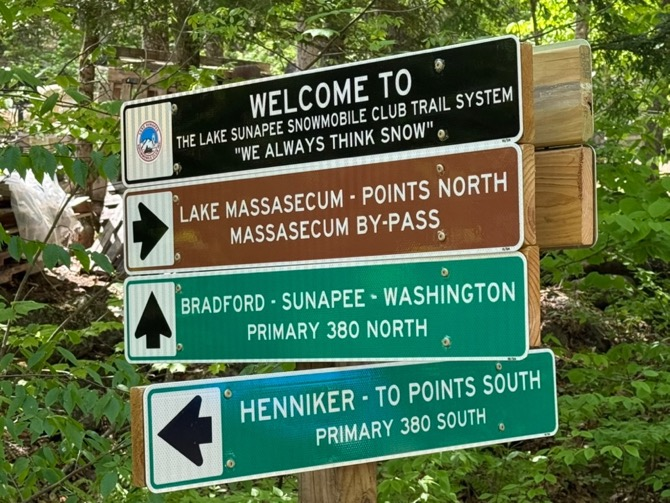 WELCOME TO
THE LAKE SUNAPEE SNOWMOBILE CLUB TRAIL SYSTEM
"WE ALWAYS THINK SNOW"
LAKE MASSASECUM - POINTS NORTH
MASSASECUM BY-PASS
BRADFORD - SUNAPEE - WASHINGTON
PRIMARY 380 NORTH
HENNIKER - TO POINTS SOUTH
PRIMARY 380 SOUTH